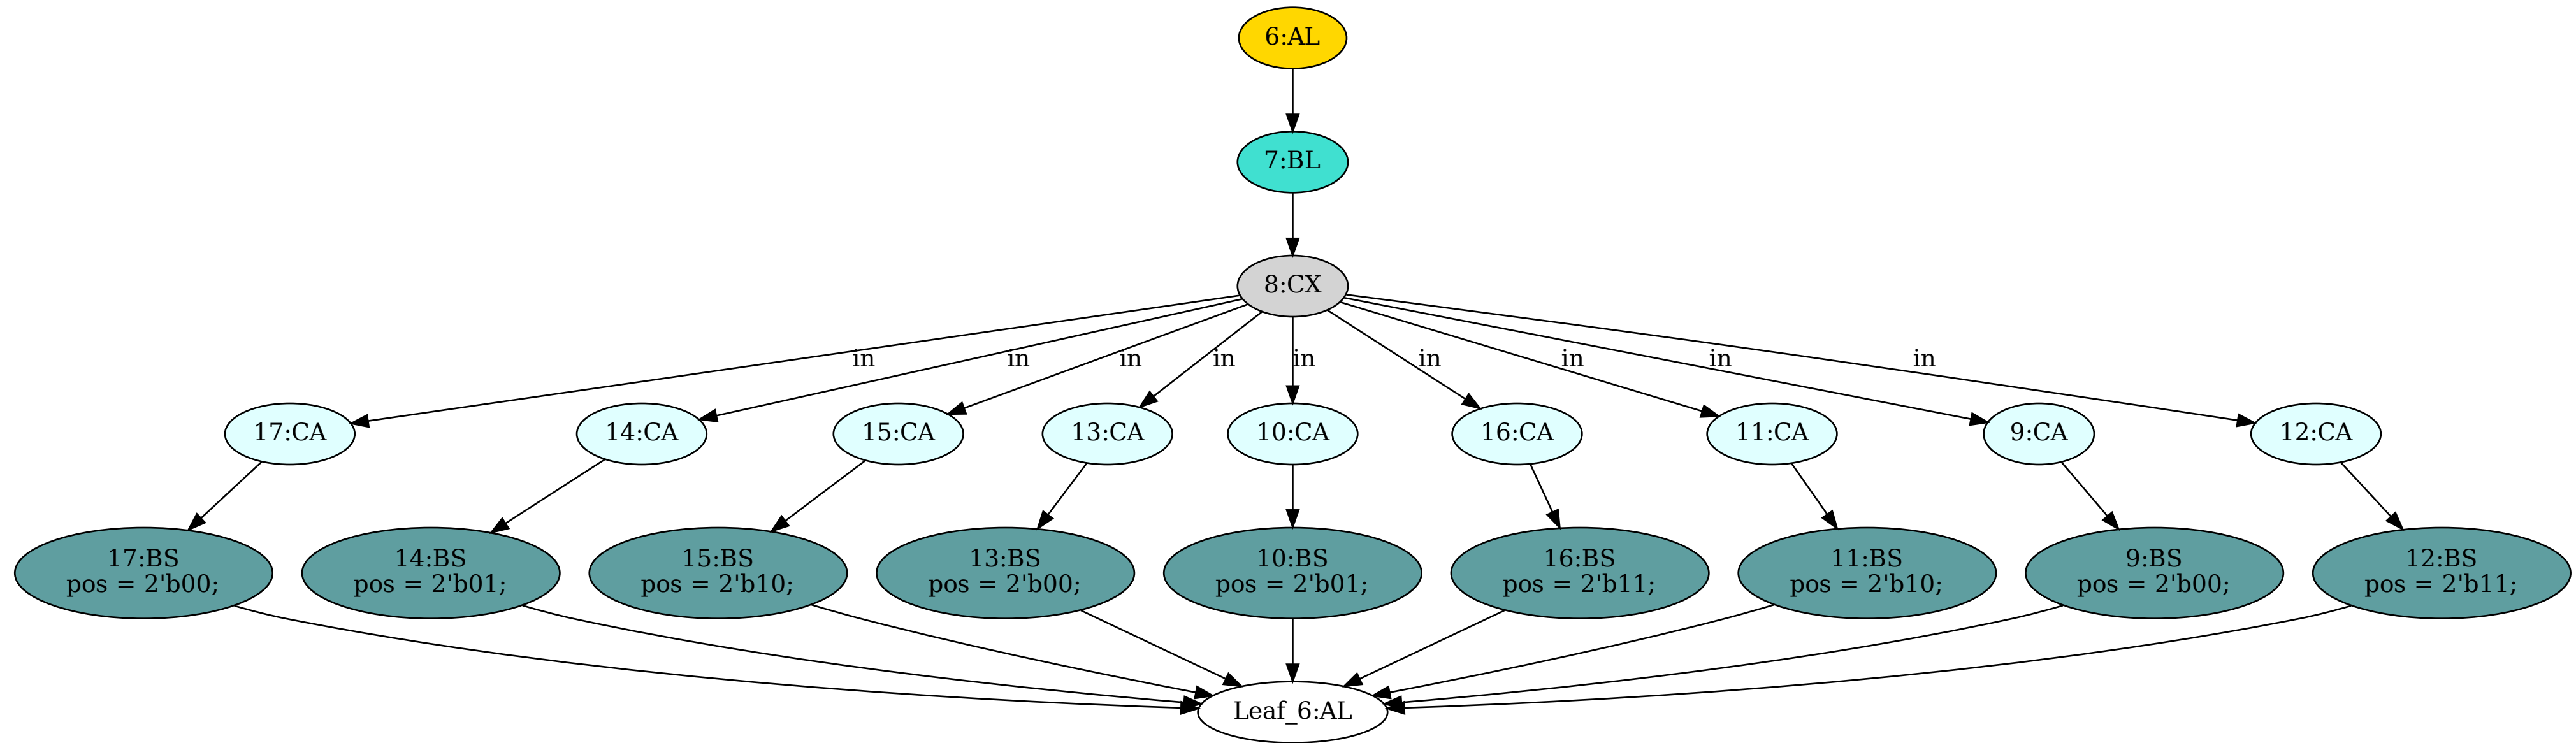 6:AL
7:BL
8:CX
in
in
in
in
in
in
in
in
in
17:CA
14:CA
15:CA
13:CA
10:CA
16:CA
11:CA
9:CA
12:CA
17:BS
pos = 2'b00;
14:BS
pos = 2'b01;
15:BS
pos = 2'b10;
13:BS
pos = 2'b00;
10:BS
pos = 2'b01;
16:BS
pos = 2'b11;
11:BS
pos = 2'b10;
9:BS
pos = 2'b00;
12:BS
pos = 2'b11;
Leaf_6:AL